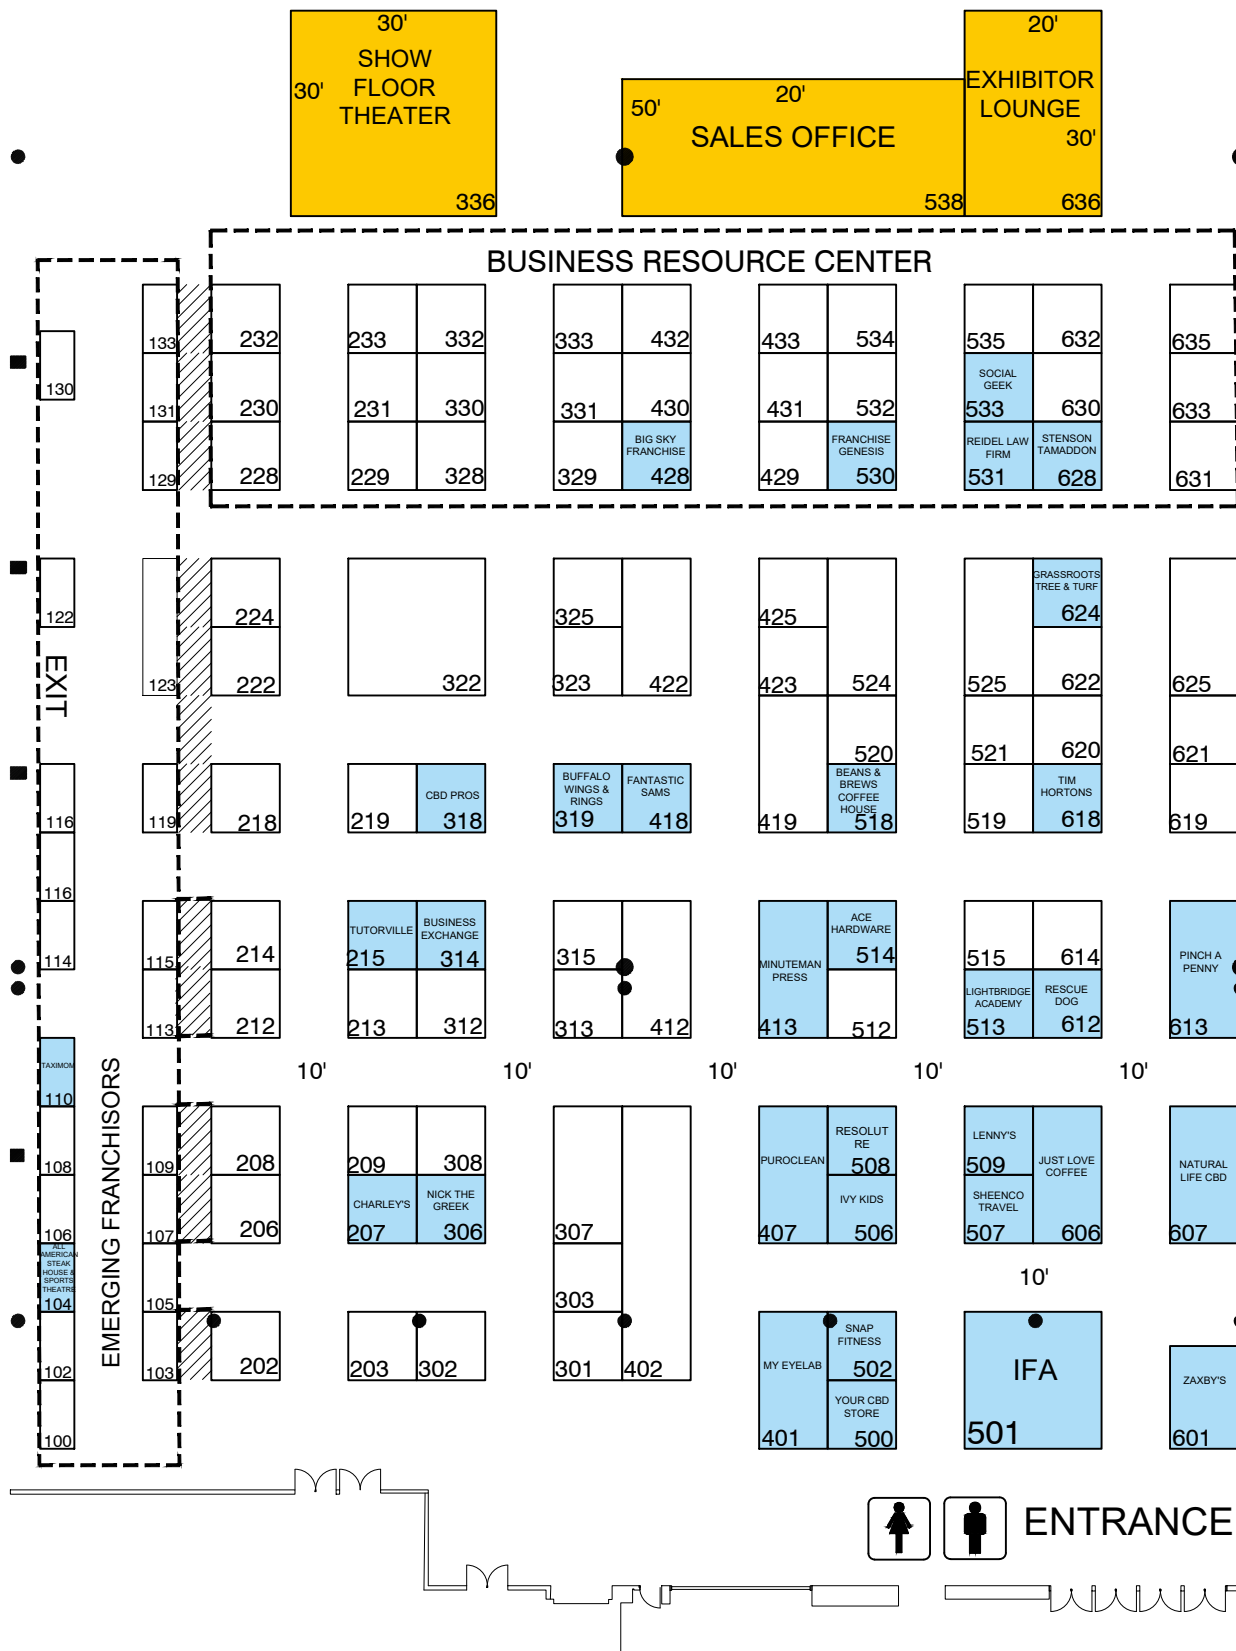 30'
SHOW
FLOOR
THEATER
30'
336
50'
20'
SALES OFFICE
538
20'
EXHIBITOR
LOUNGE
30'
636
BUSINESS RESOURCE CENTER
133
232
233
332
333
432
433
534
535
632
635
130
131
230
231
330
331
430
431
532
SOCIAL
GEEK
533
630
633
129
228
229
328
329
BIG SKY
FRANCHISE
428
429
FRANCHISE
GENESIS
530
REIDEL LAW
FIRM
531
STENSON
TAMADDON
628
631
122
224
325
425
GRASSROOTS
TREE & TURF
624
EXIT
123
222
322
323
422
423
524
525
622
625
520
521
620
621
116
119
218
219
CBD PROS
318
BUFFALO
WINGS &
RINGS
319
FANTASTIC
SAMS
418
419
BEANS &
BREWS
COFFEE
HOUSE
518
519
TIM
HORTONS
618
619
116
114
115
214
TUTORVILLE
215
BUSINESS
EXCHANGE
314
315
MINUTEMAN
PRESS
413
ACE
HARDWARE
514
515
614
PINCH A
PENNY
613
113
212
213
312
313
412
512
LIGHTBRIDGE
ACADEMY
513
RESCUE
DOG
612
TAXIMOM
110
10'
10'
10'
10'
10'
EMERGING FRANCHISORS
108
109
208
209
308
PUROCLEAN
407
RESOLUT
RE
508
LENNY'S
509
JUST LOVE
COFFEE
606
NATURAL
LIFE CBD
607
106
107
206
CHARLEY'S
207
NICK THE
GREEK
306
307
IVY KIDS
506
SHEENCO
TRAVEL
507
ALL
AMERICAN
STEAK
HOUSE &
SPORTS
THEATRE
104
105
303
10'
102
103
202
203
302
301
402
MY EYELAB
401
SNAP
FITNESS
502
IFA
501
ZAXBY'S
601
100
YOUR CBD
STORE
500
ENTRANCE